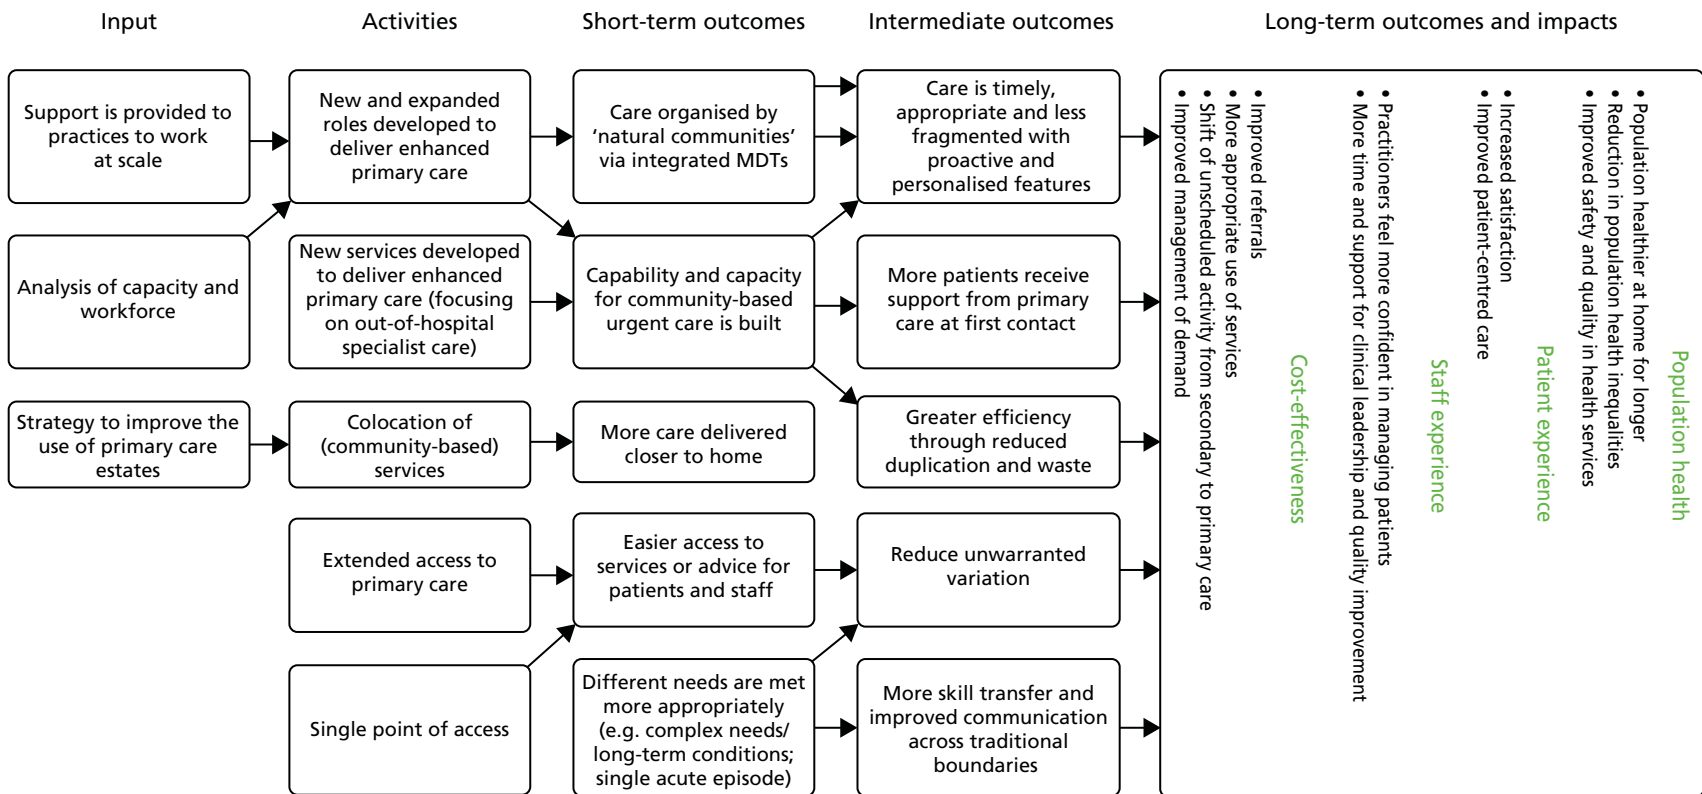 Input
Activities
Short-term outcomes
Intermediate outcomes
Long-term outcomes and impacts
Support is provided to
practices to work
at scale
Analysis of capacity and
workforce
Strategy to improve the
use of primary care
estates
New and expanded
roles developed to
deliver enhanced
primary care
New services developed
to deliver enhanced
primary care (focusing
on out-of-hospital
specialist care)
Colocation of
(community-based)
services
Extended access to
primary care
Single point of access
Care organised by
‘natural communities’
via integrated MDTs
Capability and capacity
for community-based
urgent care is built
More care delivered
closer to home
Easier access to
services or advice for
patients and staff
Different needs are met
more appropriately
(e.g. complex needs/
long-term conditions;
single acute episode)
Care is timely,
appropriate and less
fragmented with
proactive and
personalised features
More patients receive
support from primary
care at first contact
Greater efficiency
through reduced
duplication and waste
Reduce unwarranted
variation
More skill transfer and
improved communication
across traditional
boundaries
Population health
• Population healthier at home for longer
• Reduction in population health inequalities
• Improved safety and quality in health services
Patient experience
• Increased satisfaction
• Improved patient-centred care
Staff experience
• Practitioners feel more confident in managing patients
• More time and support for clinical leadership and quality improvement
Cost-effectiveness
• Improved referrals
• More appropriate use of services
• Shift of unscheduled activity from secondary to primary care
• Improved management of demand